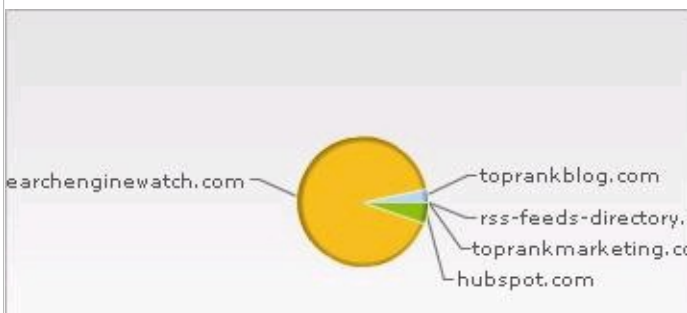 toprankblog.com
earchenginewatch.com
rss-feeds-directory.
toprankmarketing.co
hubspot.com